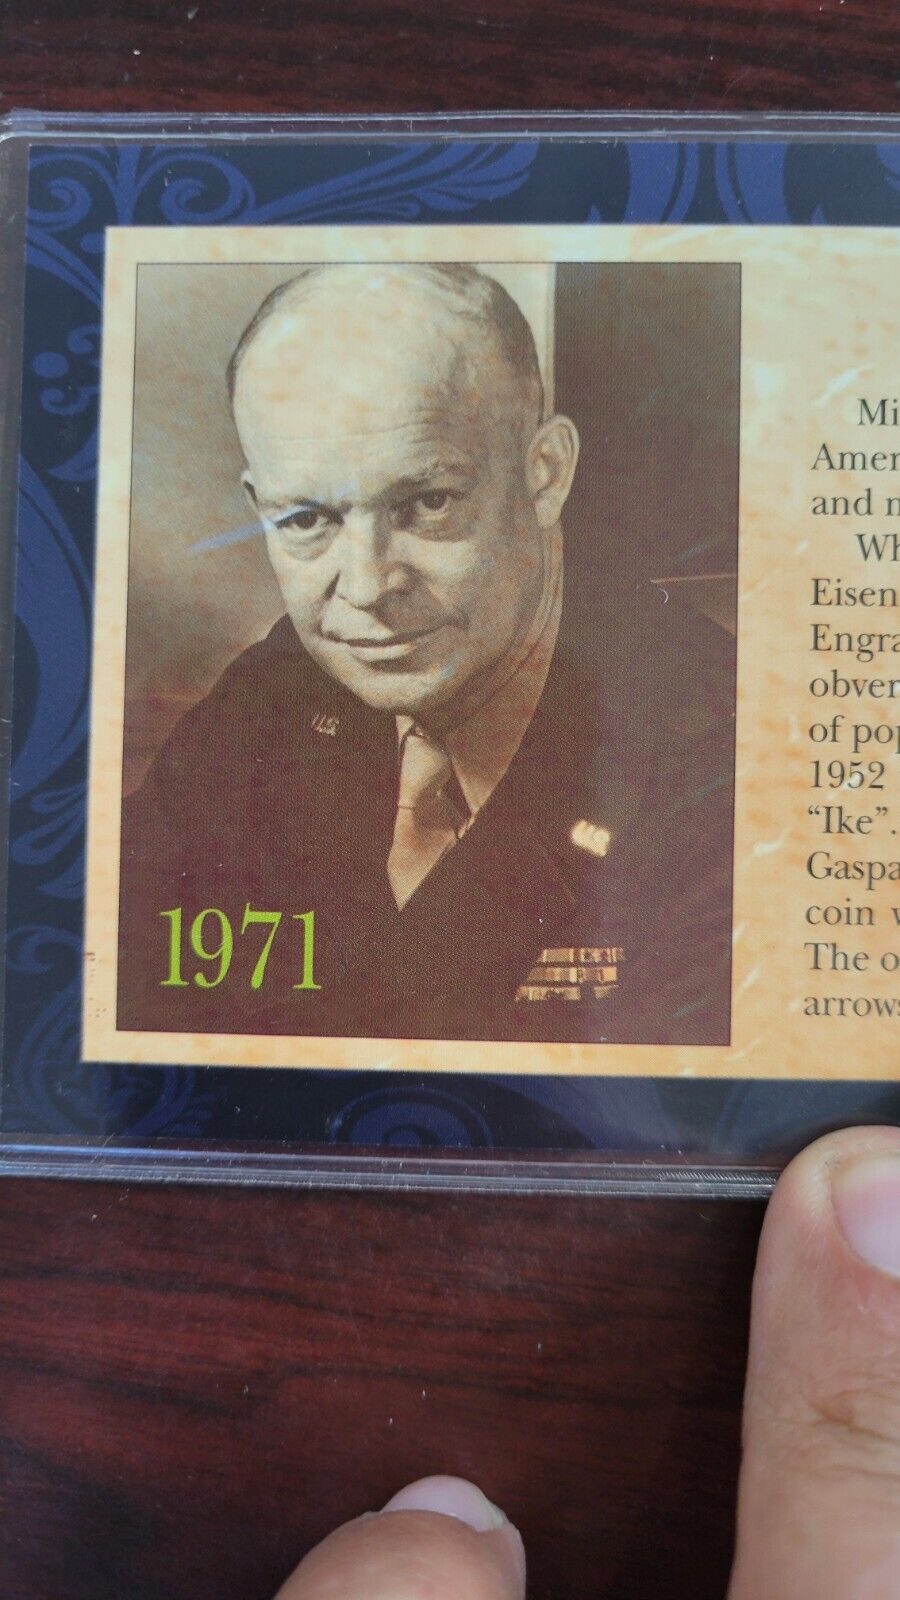 Mi
Amer
and n
Wh
Eisen
Engra
obver
of pop
1952
"Ike".
Gaspa
coin w
The o
arrows
U.S
1971